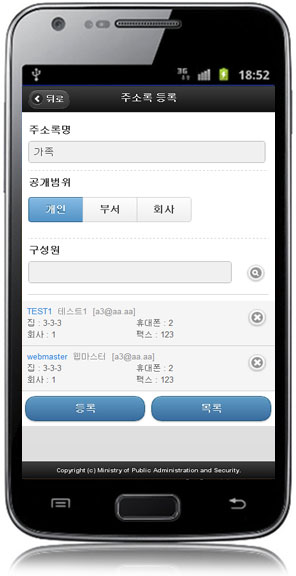 3G 18:52
뒤로 주소록 등록
주소록명
가족
공개범위
개인 부서 회사
구성원
TEST1 테스트1 [a3@aa.aa]
집 : 3-3-3 휴대폰 : 2
회사 : 1 팩스 : 123
webmaster 웹마스터 [a3@aa.aa]
집 : 3-3-3 휴대폰 : 2
회사 : 1 팩스 : 123
등록 목록
Copyright (c) Ministry of Public Administration and Security.